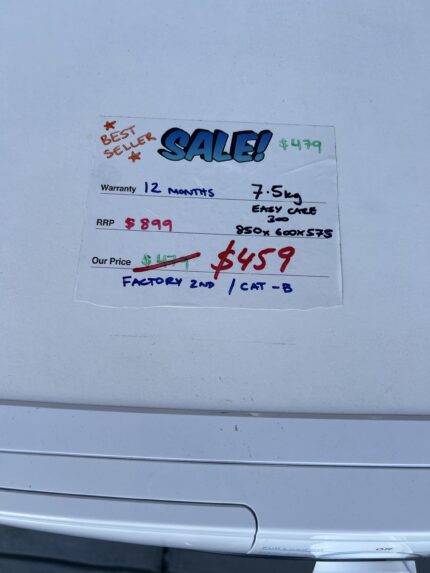 BEST SELLER
SALE! $479
Warranty 12 MONTHS 7.5kg
EASY CARE
300
RRP $899 850x 600x575
Our Price $459
FACTORY 2ND / CAT-B